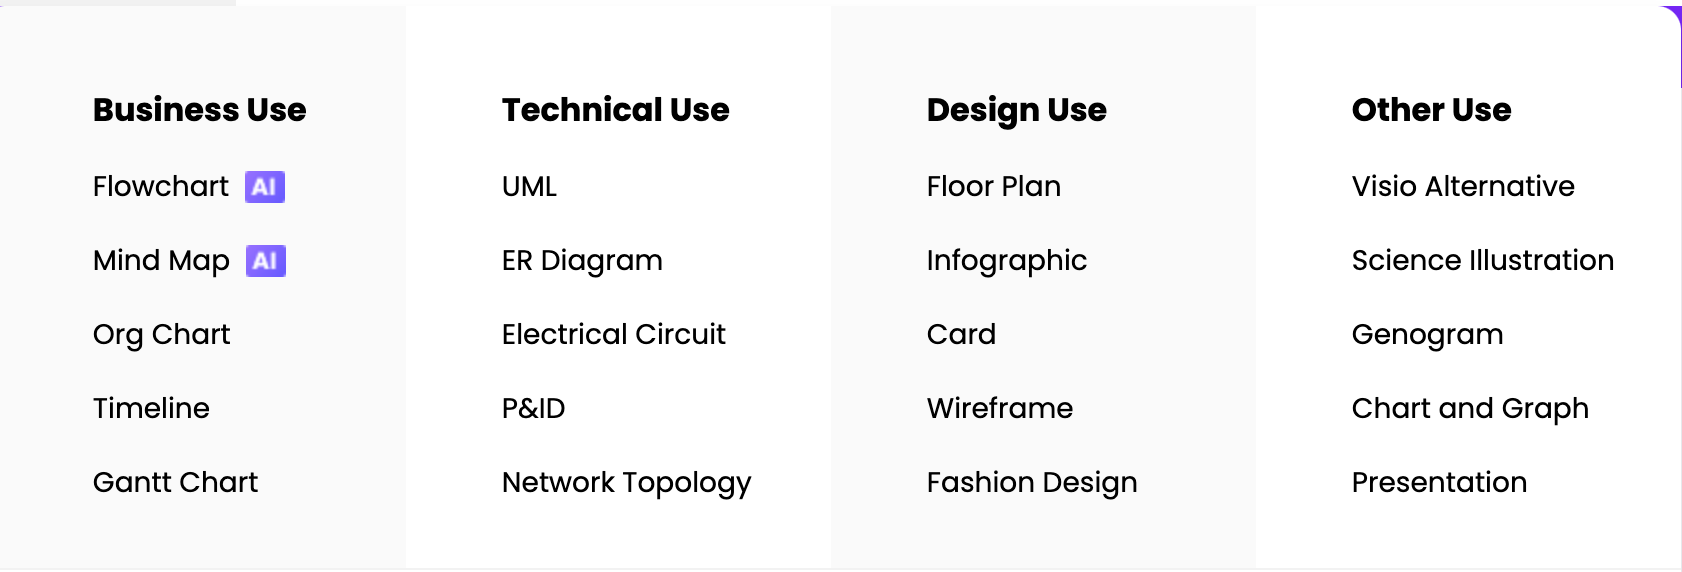 Business Use
Flowchart AI
Mind Map AI
Org Chart
Timeline
Gantt Chart
Technical Use
UML
ER Diagram
Electrical Circuit
P&ID
Network Topology
Design Use
Floor Plan
Infographic
Card
Wireframe
Fashion Design
Other Use
Visio Alternative
Science Illustration
Genogram
Chart and Graph
Presentation